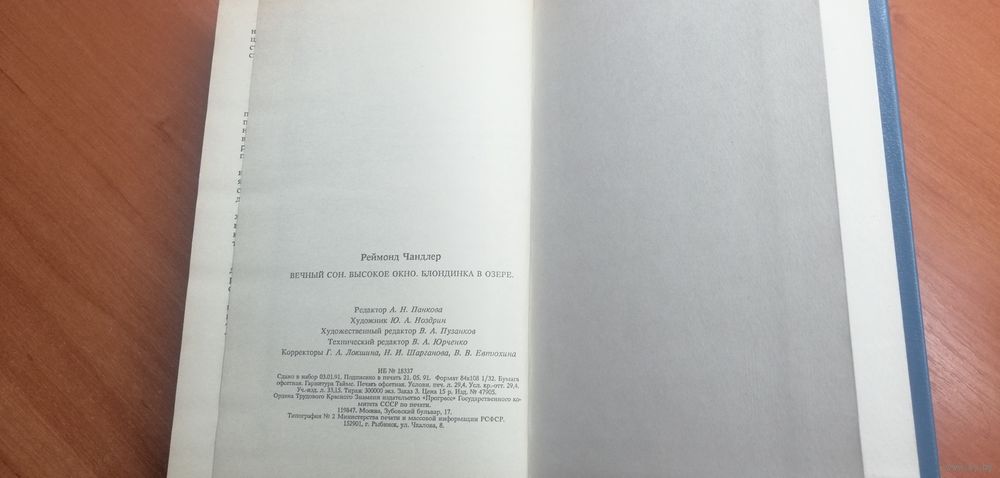 Реймонд Чандлер
ВЕЧНЫЙ СОН. ВЫСОКОЕ ОКНО. БЛОНДИНКА В ОЗЕРЕ.
Редактор А. Н. Панкова
Художник Ю. А. Ноздрин
Художественный редактор В. А. Пузанков
Технический редактор В. А. Юрченко
Корректоры Г. А. Локшина, Н. И. Шарганова, В. В. Евтюхина
ИБ № 18337
Сдано в набор 03.01.91. Подписано в печать 21. 05. 91. Формат 84х108 1/32. Бумага
офсетная. Гарнитура Таймс. Печать офсетная. Условн. печ. л. 29,4. Усл. кр.-отт. 29,4.
Уч.-изд. л. 33,15. Тираж 300000 экз. Заказ 3. Цена 15 р. Изд. № 47905.
Ордена Трудового Красного Знамени издательство «Прогресс» Государственного ко-
митета СССР по печати.
119847. Москва, Зубовский бульвар, 17.
Типография № 2 Министерства печати и массовой информации РСФСР.
152901, г. Рыбинск, ул. Чкалова, 8.